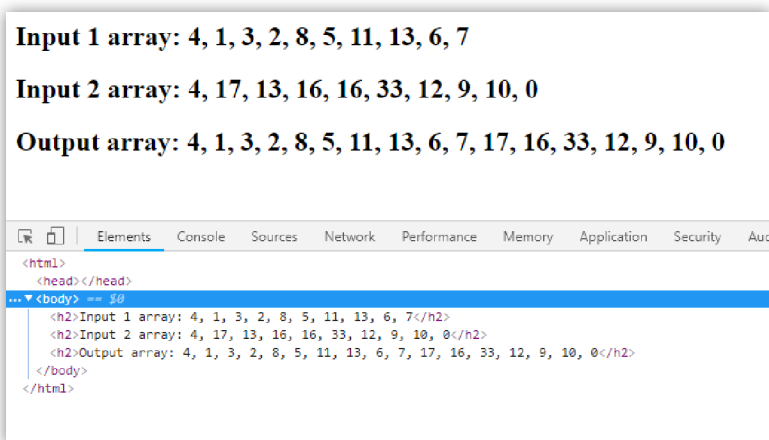 Input 1 array: 4, 1, 3, 2, 8, 5, 11, 13, 6, 7
Input 2 array: 4, 17, 13, 16, 16, 33, 12, 9, 10, 0
Output array: 4, 1, 3, 2, 8, 5, 11, 13, 6, 7, 17, 16, 33, 12, 9, 10, 0
Elements Console Sources Network Performance Memory Application Security Auc
<html>
<head></head>
... ▼ <body> == $0
<h2>Input 1 array: 4, 1, 3, 2, 8, 5, 11, 13, 6, 7</h2>
<h2>Input 2 array: 4, 17, 13, 16, 16, 33, 12, 9, 10, 0</h2>
<h2>Output array: 4, 1, 3, 2, 8, 5, 11, 13, 6, 7, 17, 16, 33, 12, 9, 10, 0</h2>
</body>
</html>